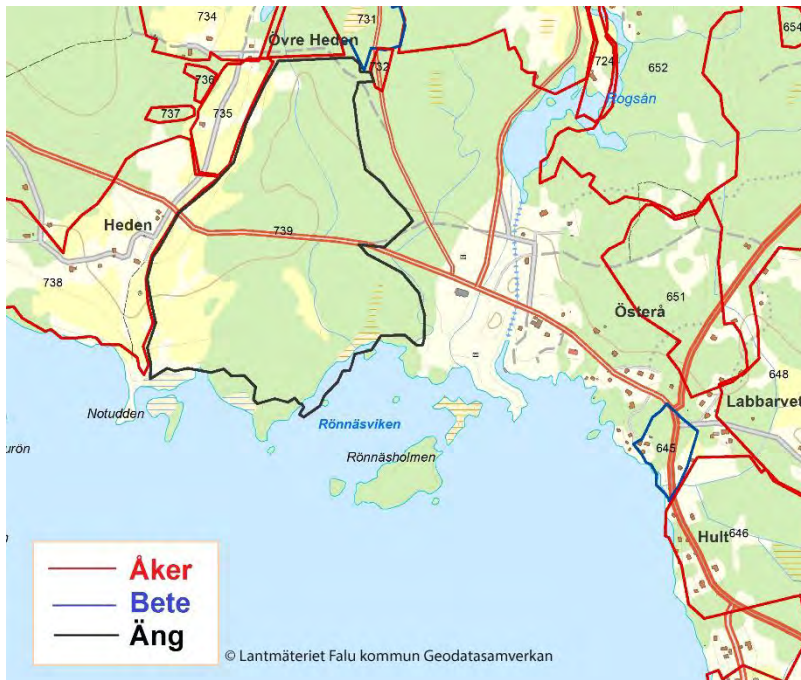 734
731
654
Övre Heden
732
724
652
736
Rogsån
737
735
Heden
739
738
651
Österå
648
Labbarvet
Notudden
Rönnäsviken
645
urön
Rönnäsholmen
Hult
646
Åker
Bete
Äng
© Lantmäteriet Falu kommun Geodatasamverkan